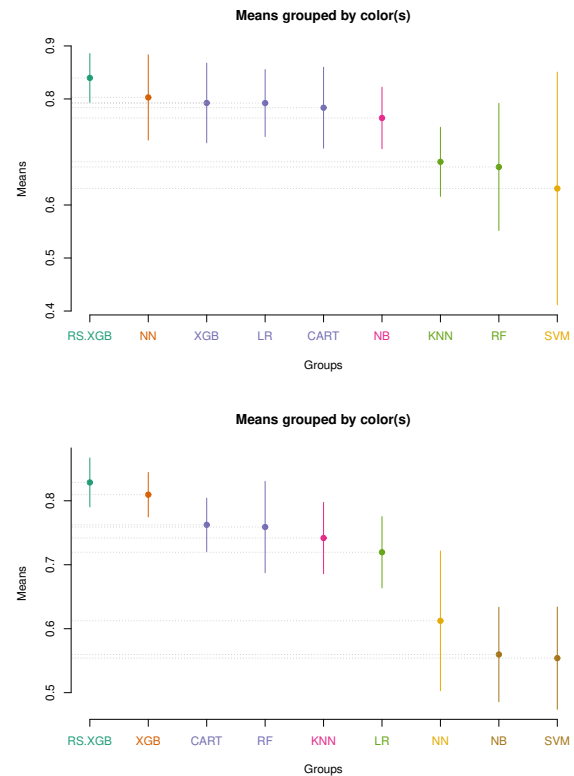 Means grouped by color(s)
0.9
0.8
0.6
0.5
0.4
Means
RS.XGB NN XGB LR CART NB KNN RF SVM
Groups
Means grouped by color(s)
0.8
0.7
0.6
0.5
Means
RS.XGB XGB CART RF KNN LR NN NB SVM
Groups